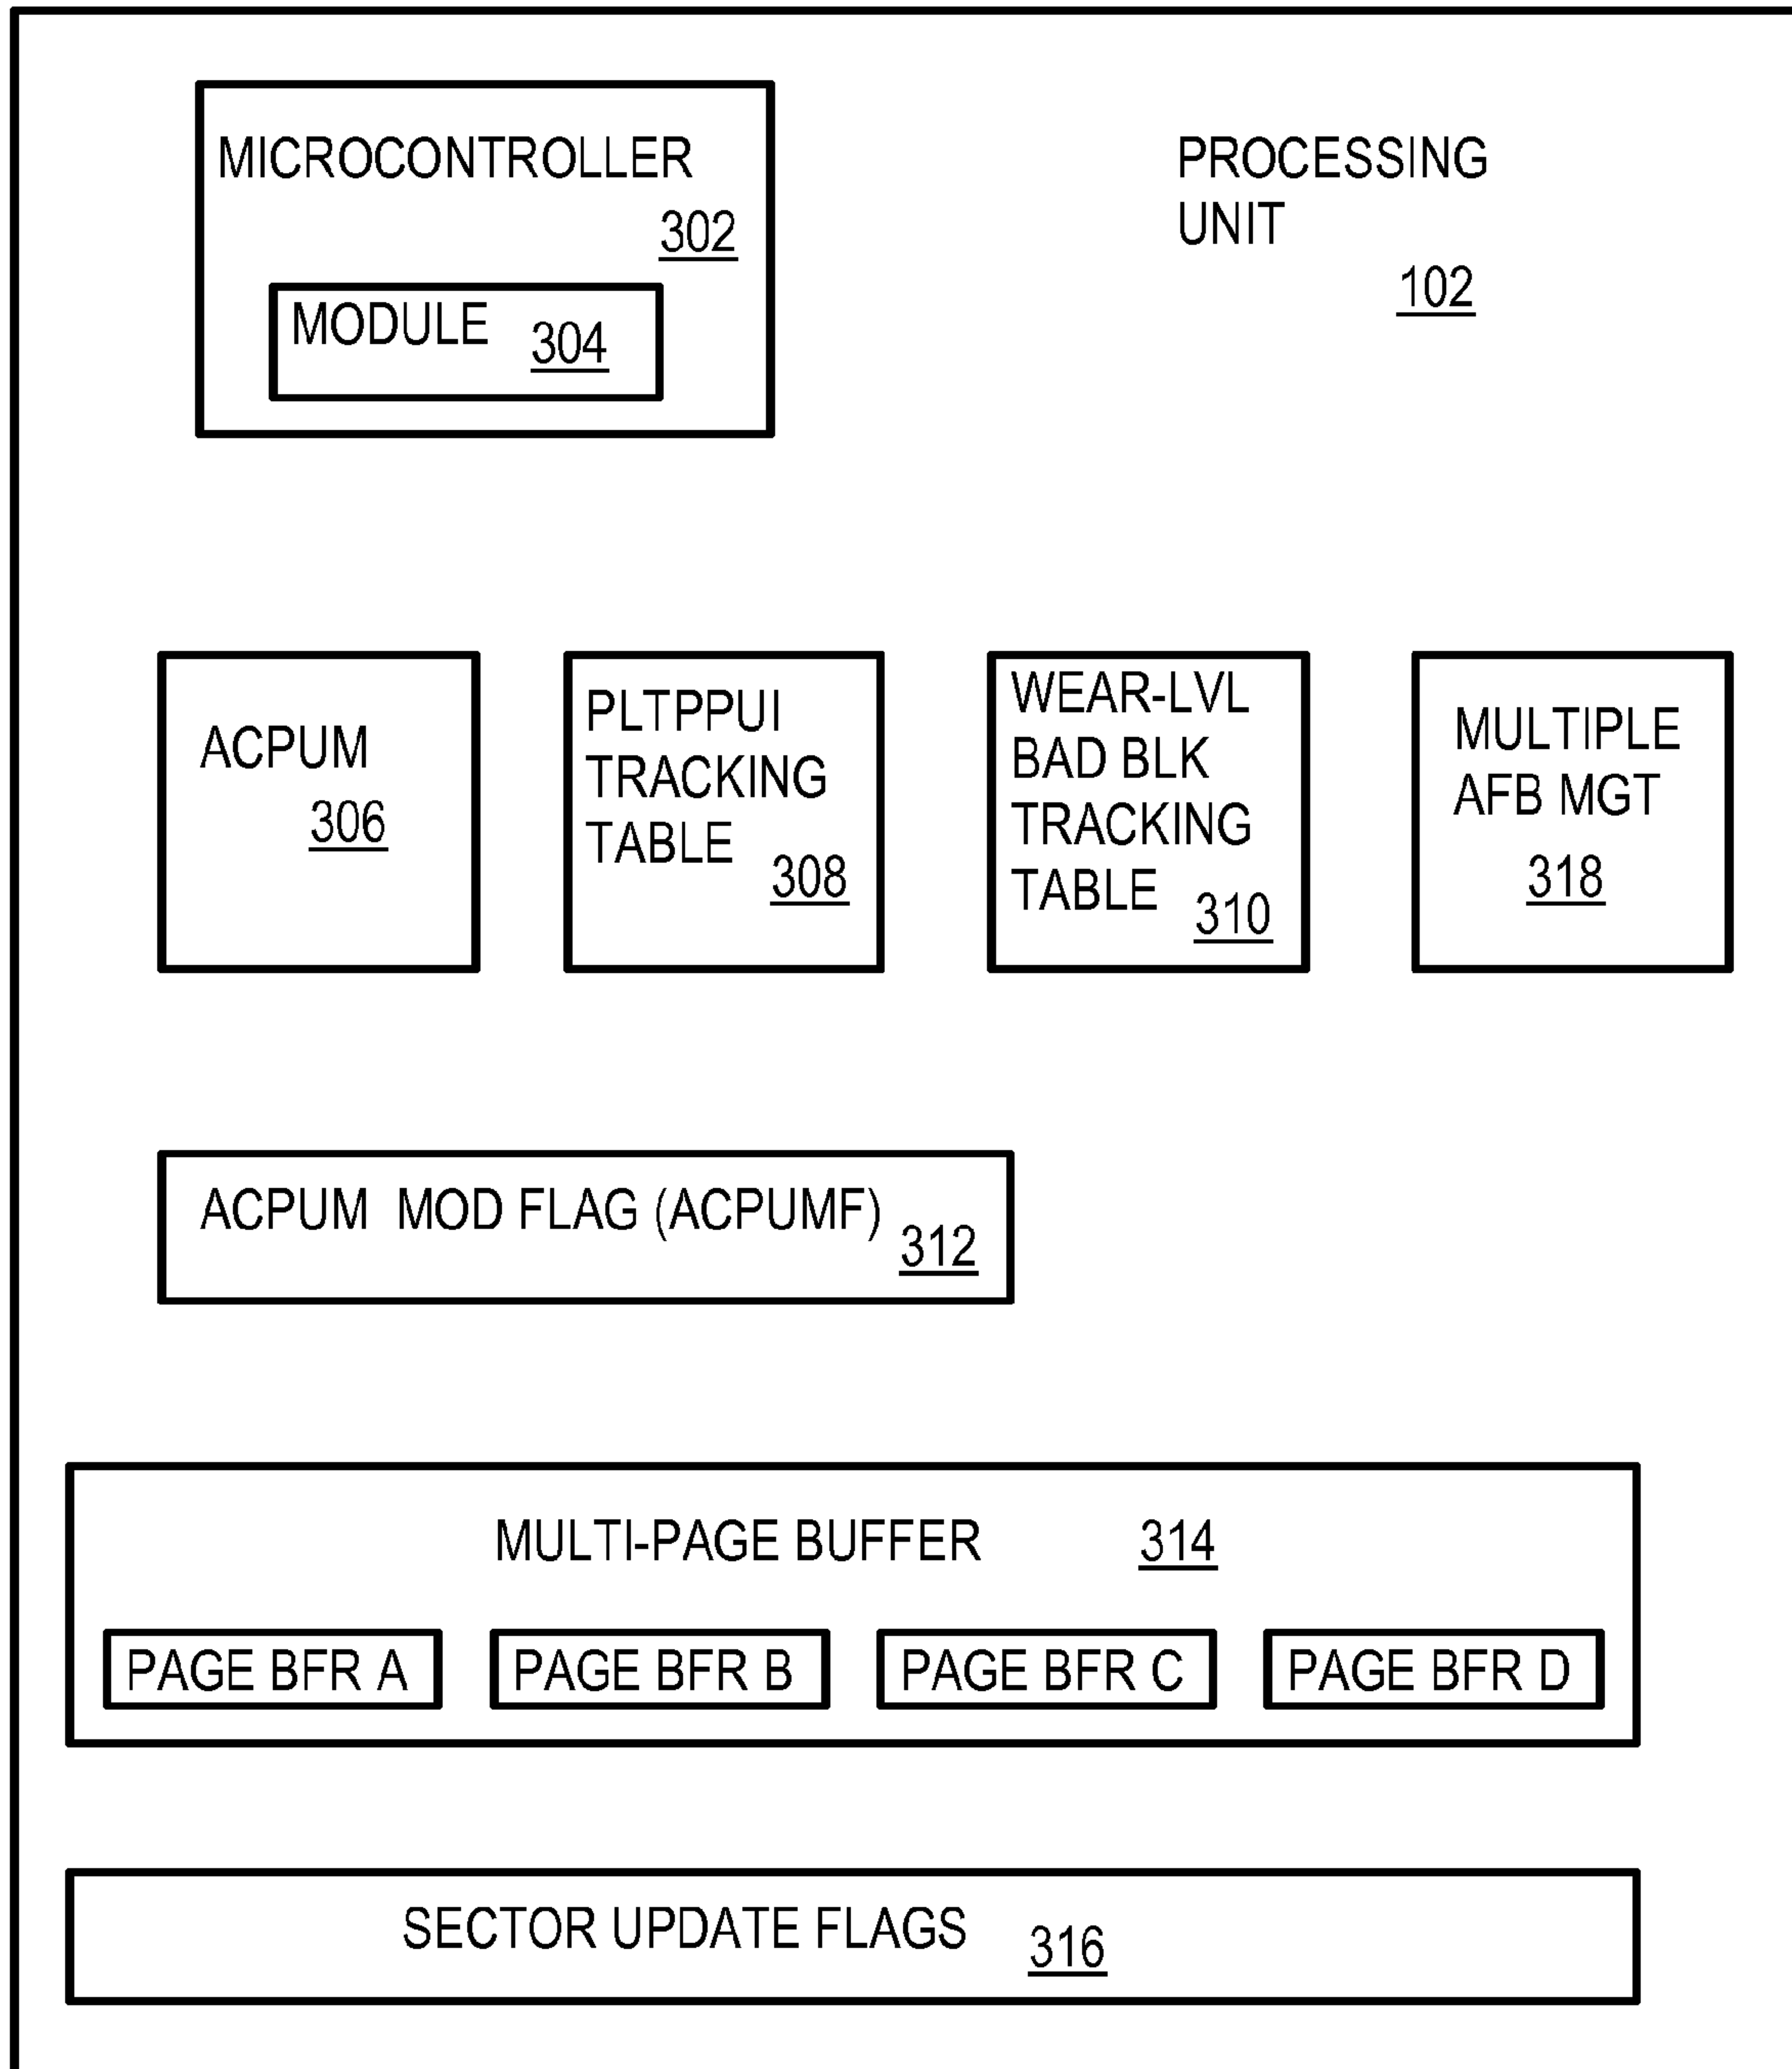 MICROCONTROLLER
302
MODULE 304
PROCESSING
UNIT
102
ACPUM
306
PLTPPUI
TRACKING
TABLE
308
WEAR-LVL
BAD BLK
TRACKING
TABLE
310
MULTIPLE
AFB MGT
318
ACPUM MOD FLAG (ACPUMF) 312
MULTI-PAGE BUFFER 314
PAGE BFR A
PAGE BFR B
PAGE BFR C
PAGE BFR D
SECTOR UPDATE FLAGS 316